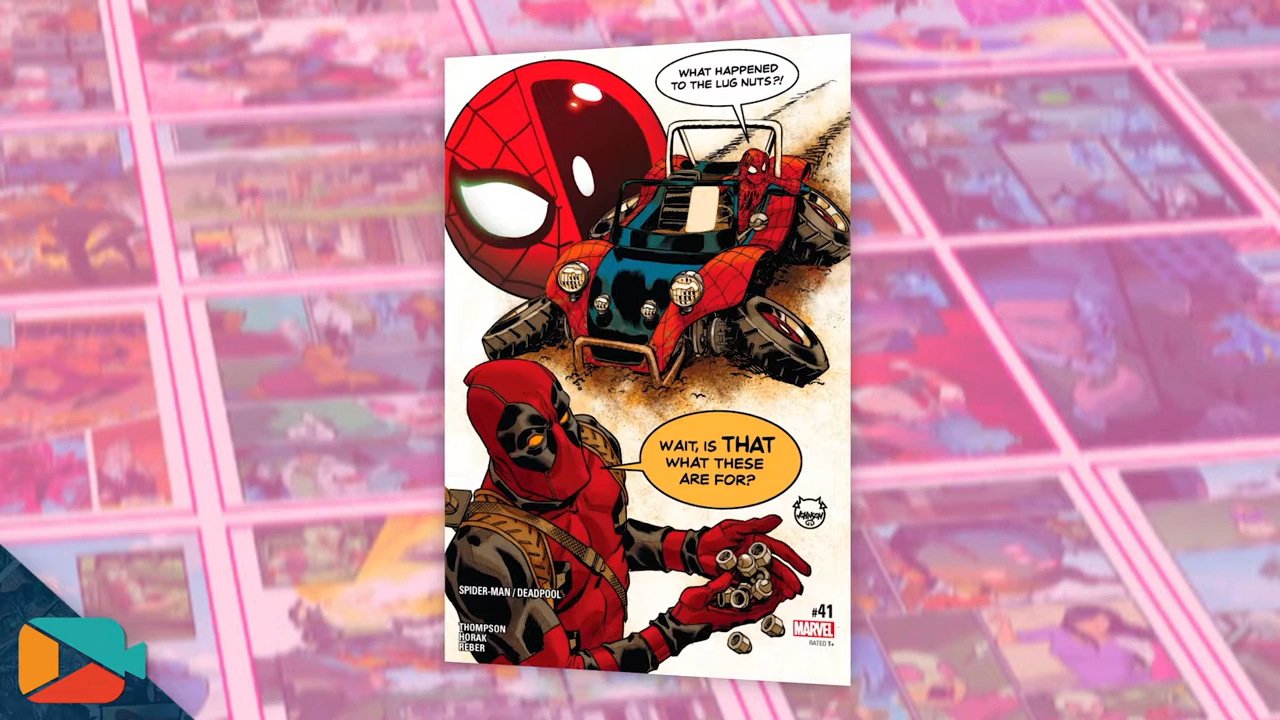 WHAT HAPPENED
TO THE LUG NUTS?!
WAIT, IS THAT
WHAT THESE
ARE FOR?
JOHNSON
SPIDER-MAN / DEADPOOL
THOMPSON
HORAK
REBER
#41
MARVEL
RATED T+